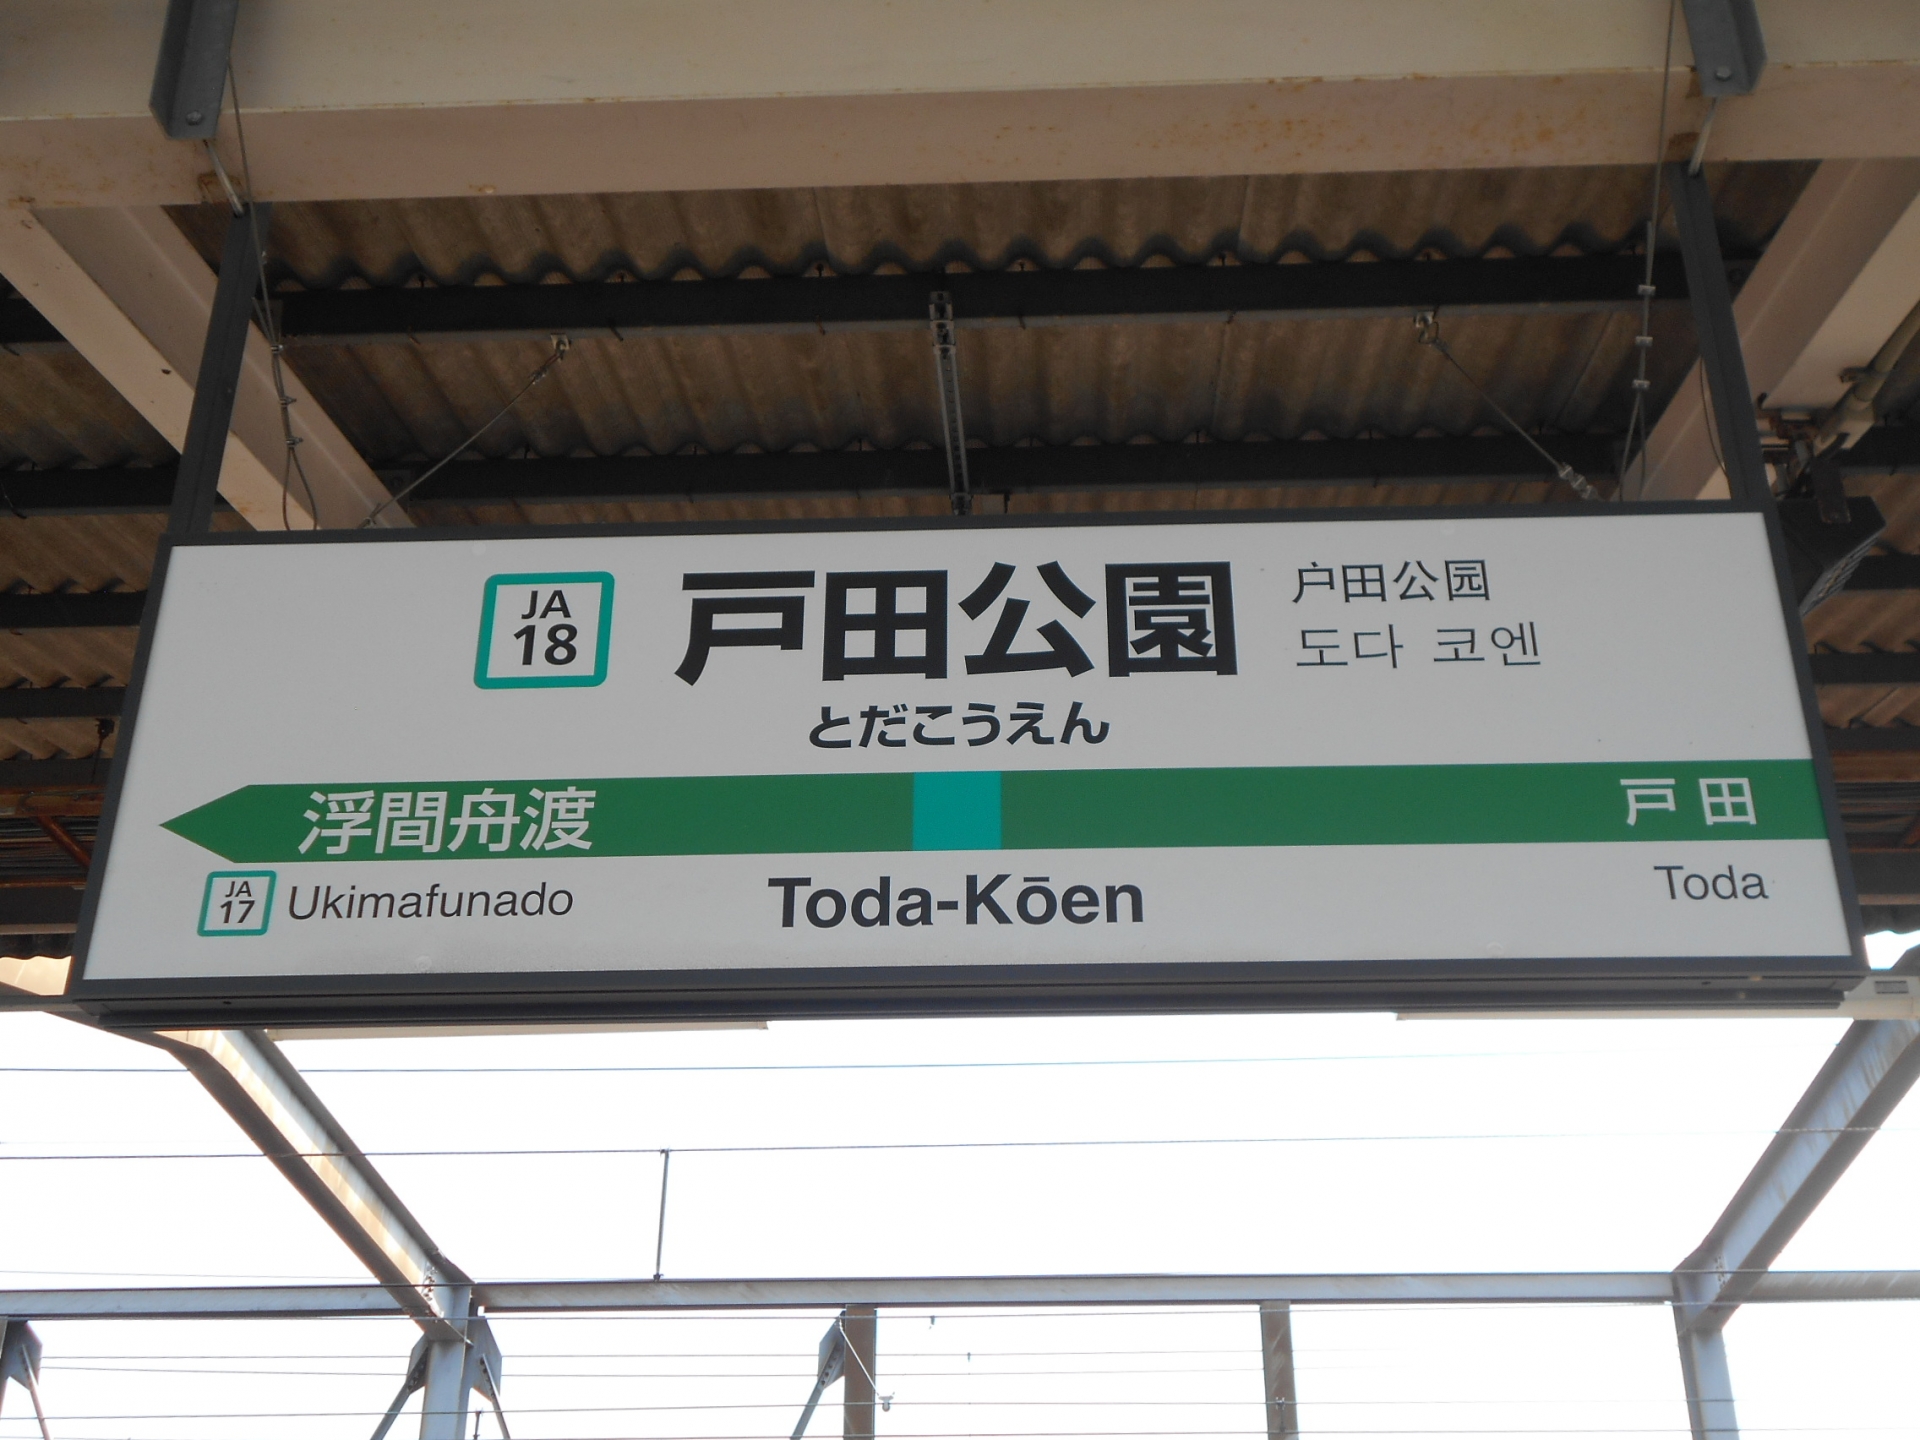 JA
18
戸田公園
户田公园
도다 코엔
とだこうえん
浮間舟渡
戸田
JA
17
Ukimafunado
Toda-Kōen
Toda